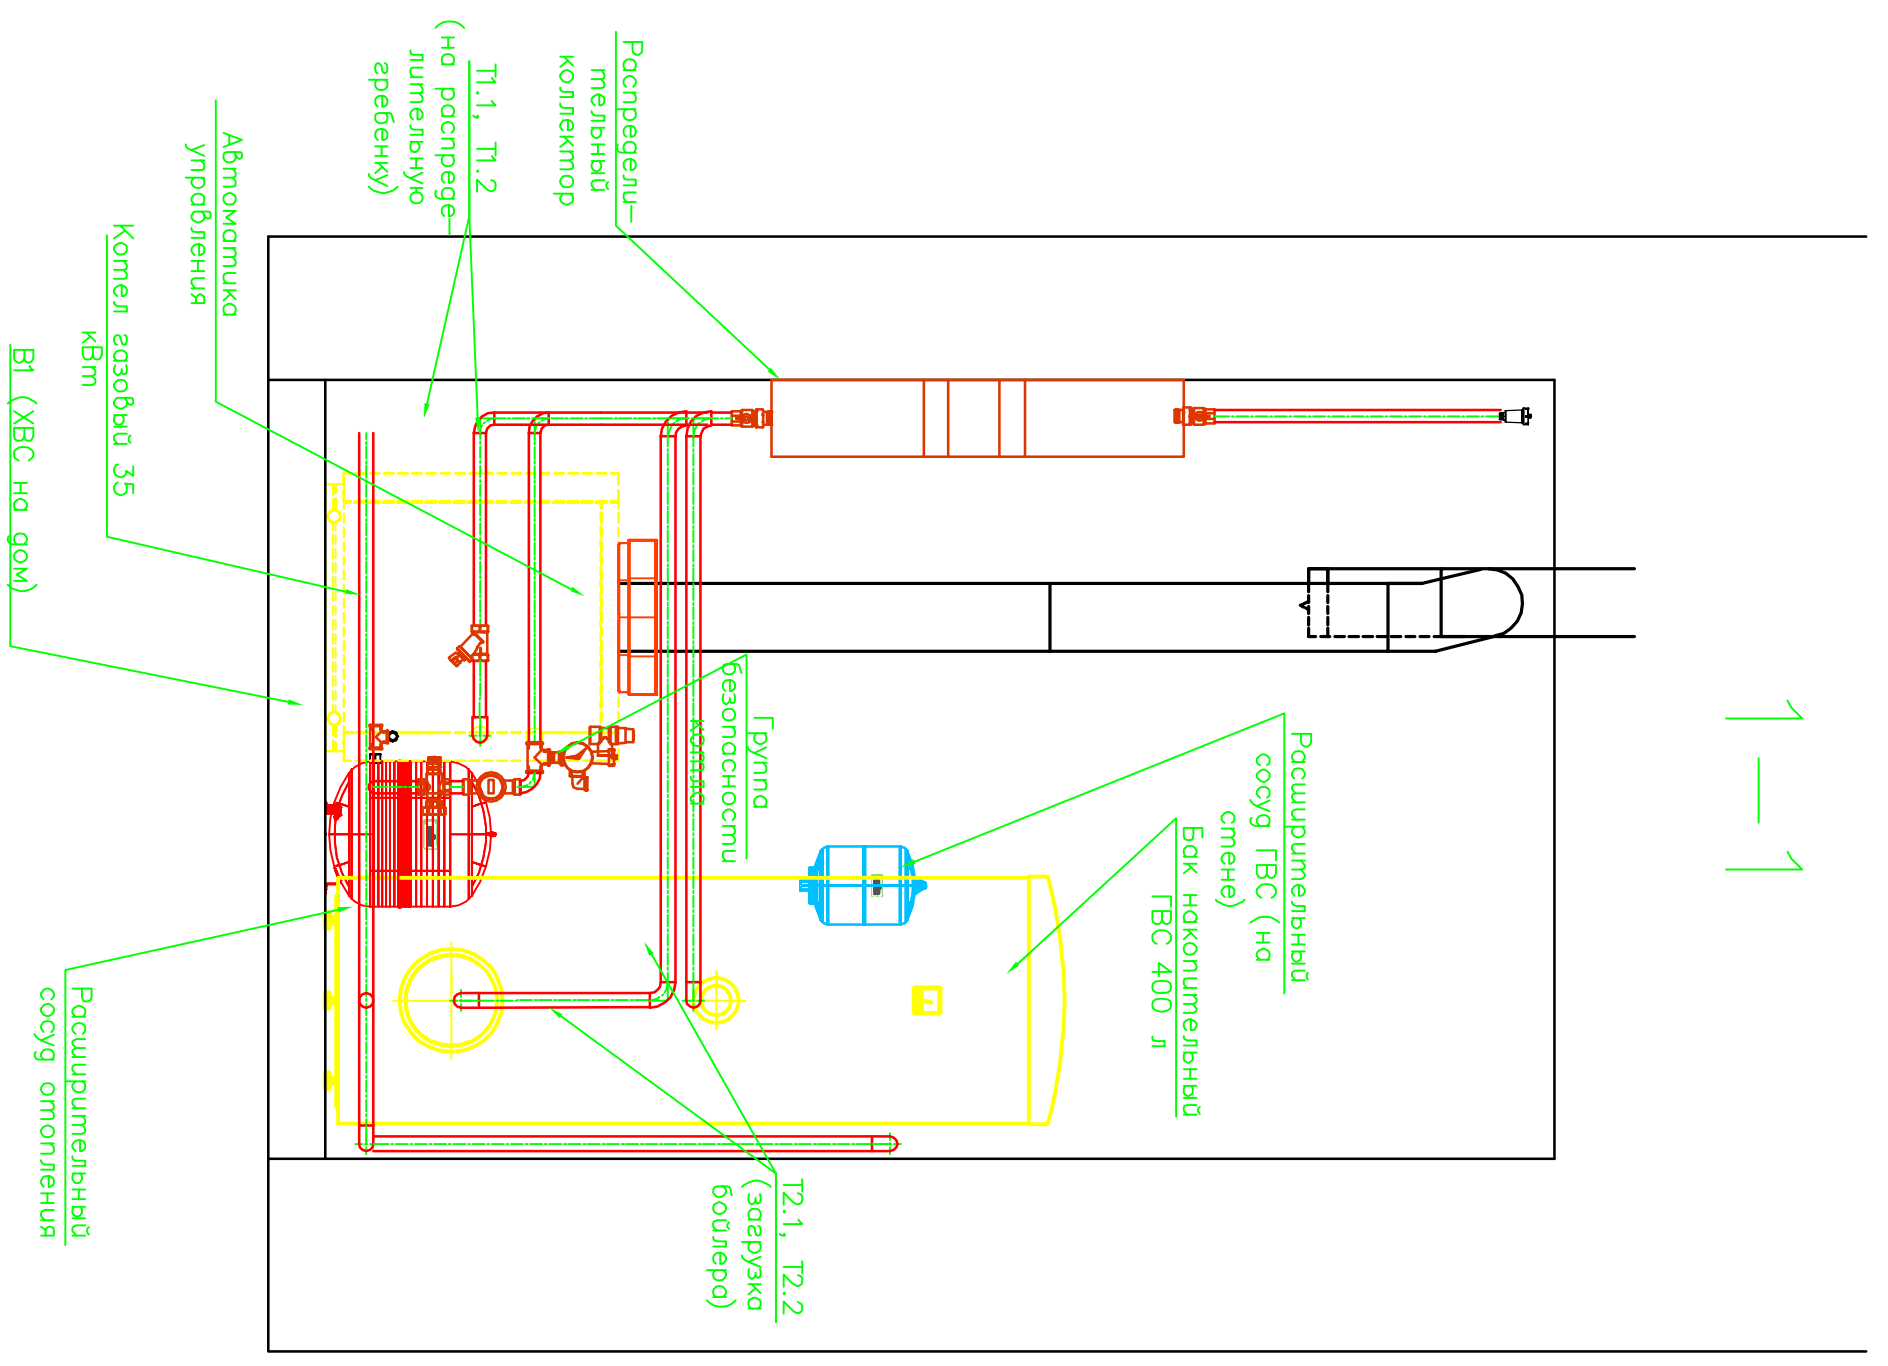 1 — 1
Распредели-
тельный
коллектор
Т1.1, Т1.2
(на распреде-
лительную
гребенку)
Автоматика
управления
Котел газовый 35
кВт
В1 (ХВС на дом)
Группа
безопасности
котла
Расширительный
сосуд ГВС (на
стене)
Бак накопительный
ГВС 400 л
Т2.1, Т2.2
(загрузка
бойлера)
Расширительный
сосуд отопления